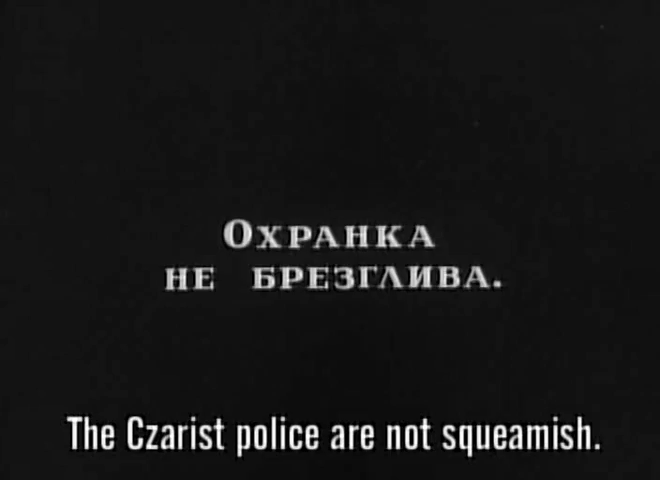 Охранка
не брезглива.
The Czarist police are not squeamish.